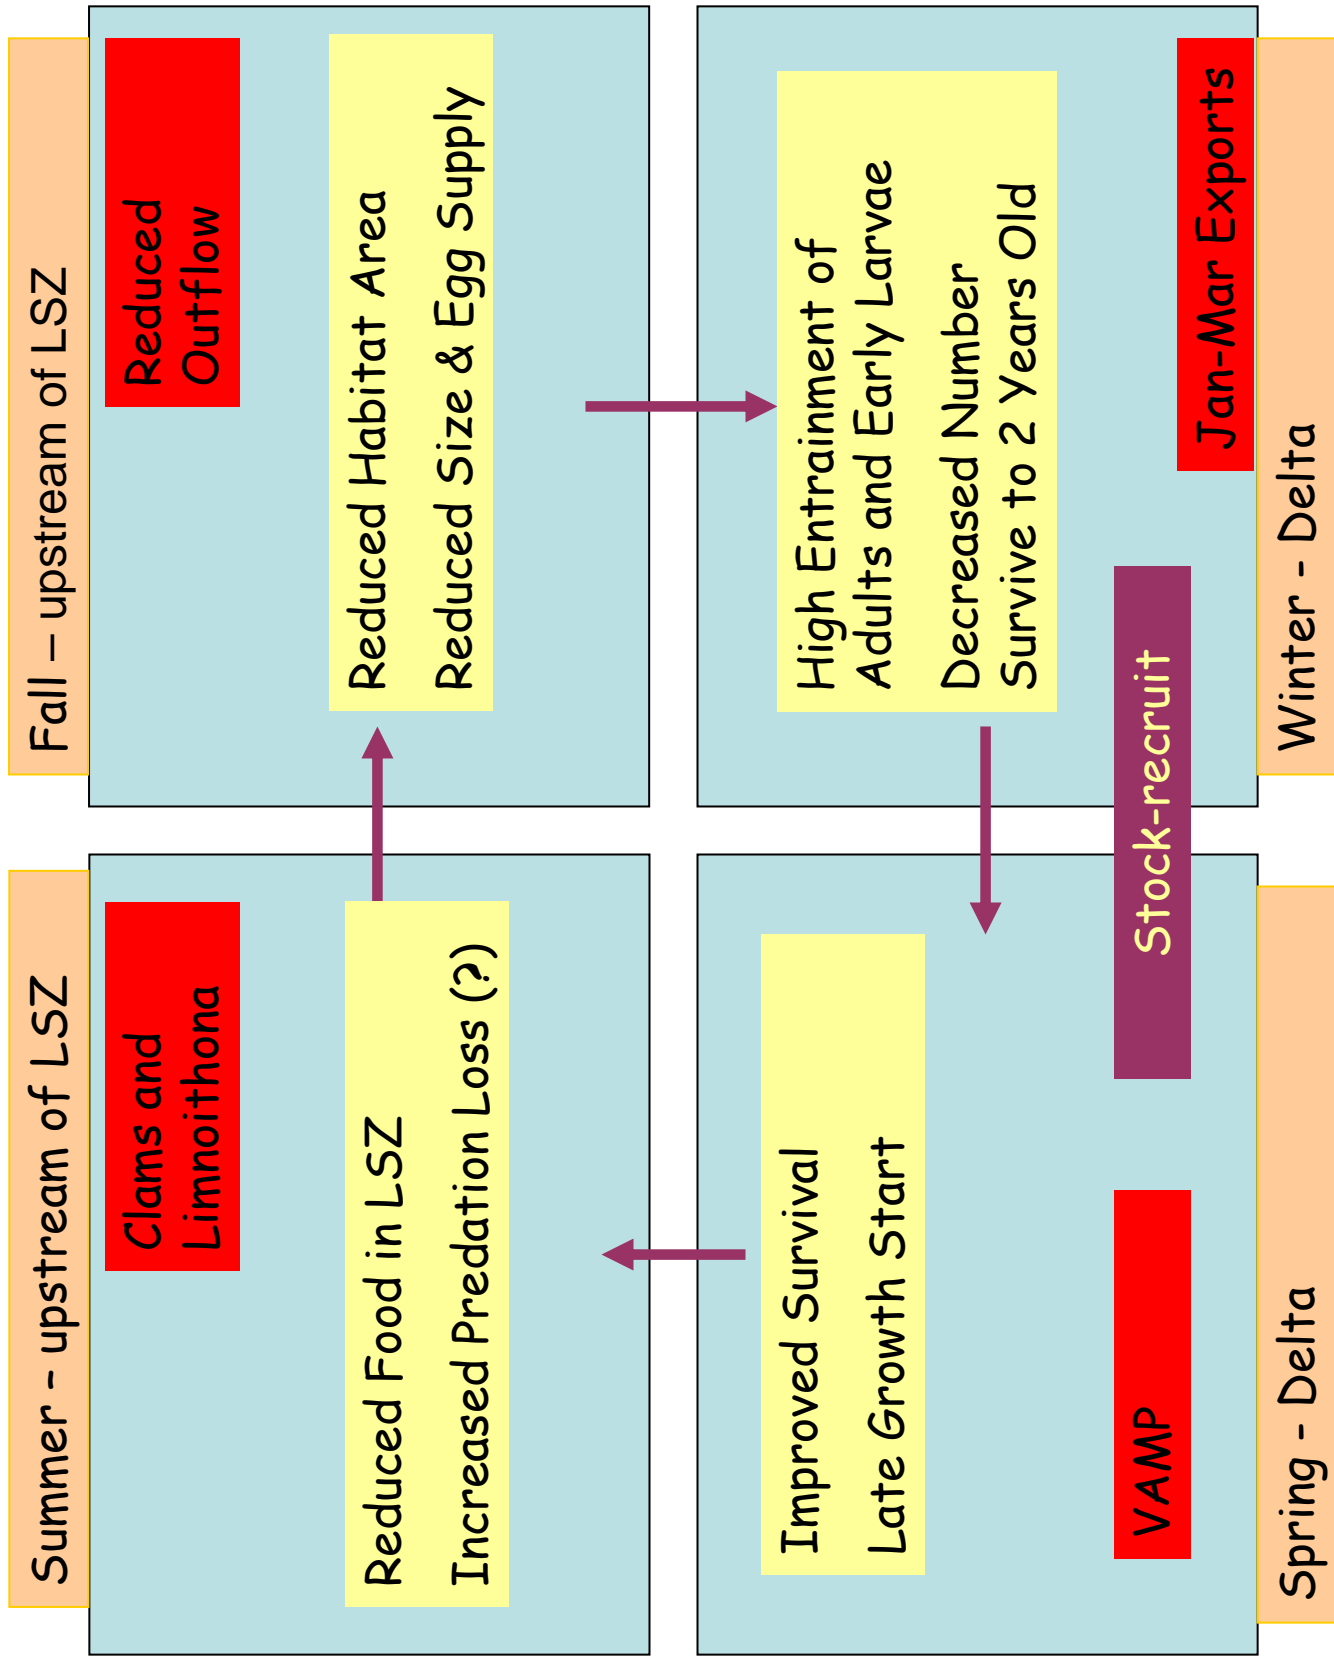 Summer - upstream of LSZ
Clams and
Limnoithona
Reduced Food in LSZ
Increased Predation Loss (?)
Fall – upstream of LSZ
Reduced
Outflow
Reduced Habitat Area
Reduced Size & Egg Supply
Improved Survival
Late Growth Start
VAMP
Spring - Delta
Stock-recruit
High Entrainment of
Adults and Early Larvae
Decreased Number
Survive to 2 Years Old
Jan-Mar Exports
Winter - Delta